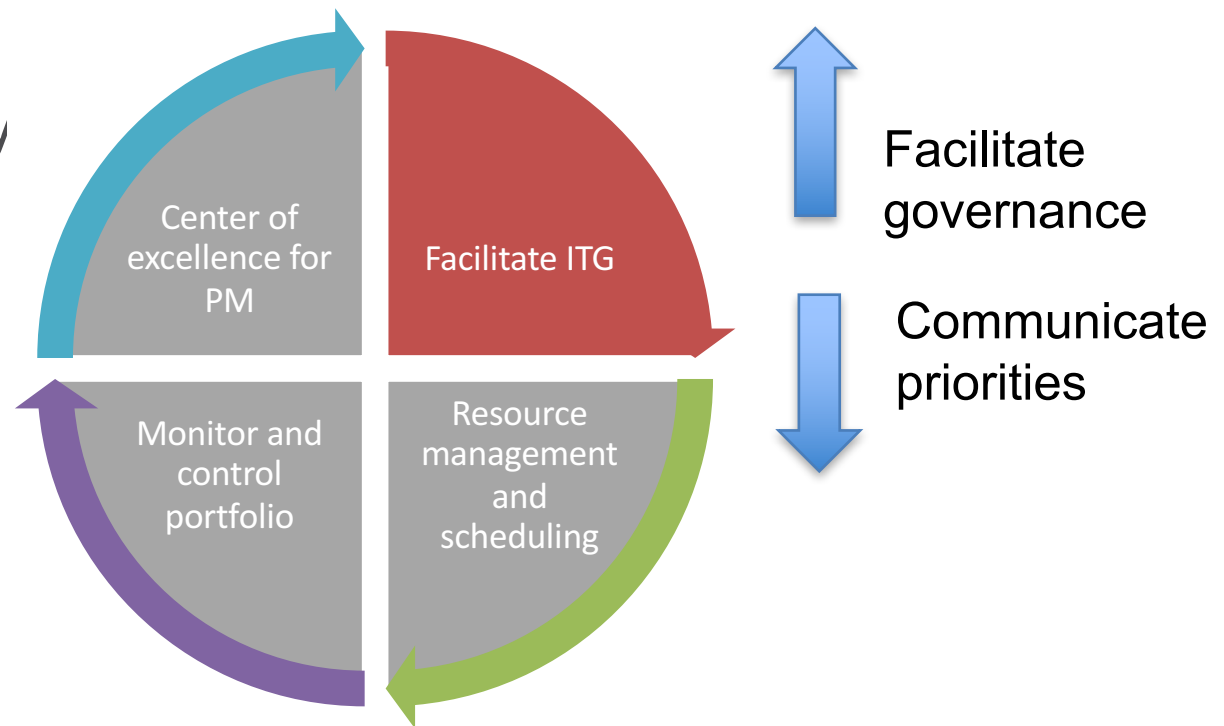 Center of
excellence for
PM
Facilitate ITG
Monitor and
control
portfolio
Resource
management
and
scheduling
Facilitate
governance
Communicate
priorities